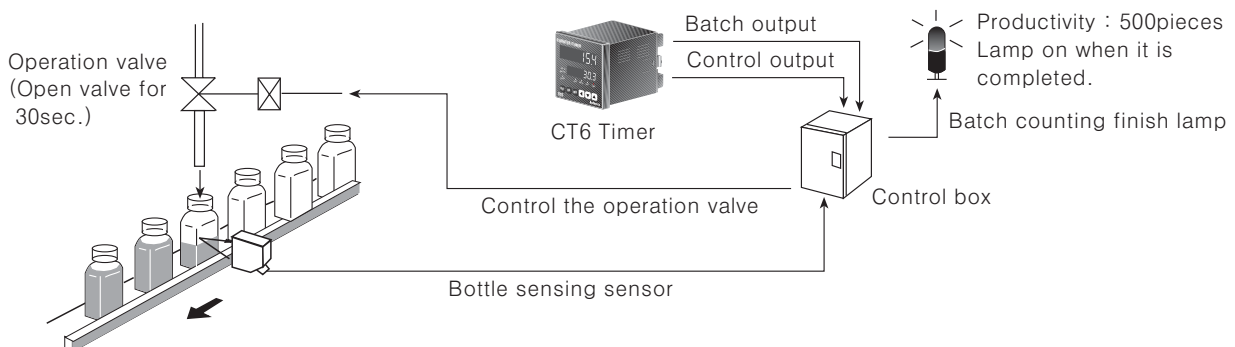 Operation valve
(Open valve for
30sec.)
Batch output
Control output
CT6 Timer
Productivity : 500pieces
Lamp on when it is
completed.
Batch counting finish lamp
Control box
Control the operation valve
Bottle sensing sensor